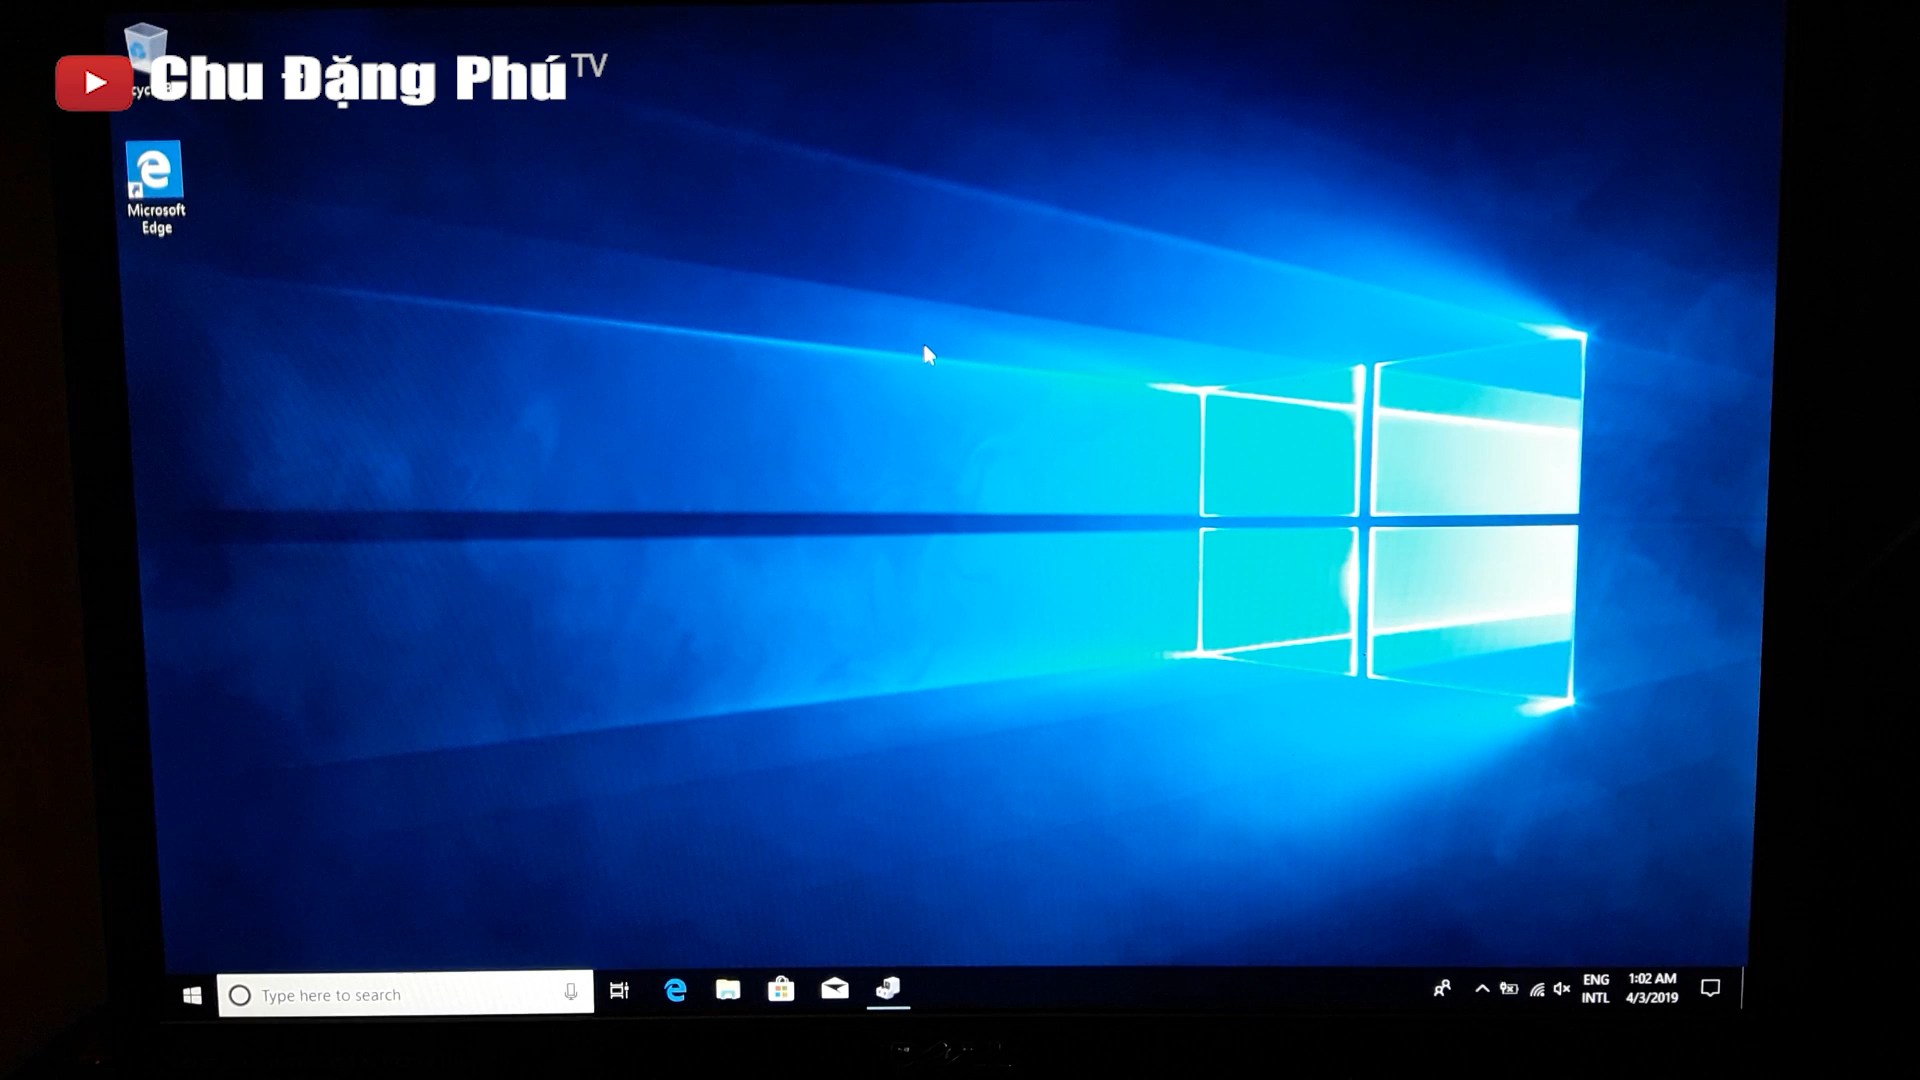 Chu Đặng Phú TV
Microsoft
Edge
Type here to search
ENG
INTL
1:02 AM
4/3/2019